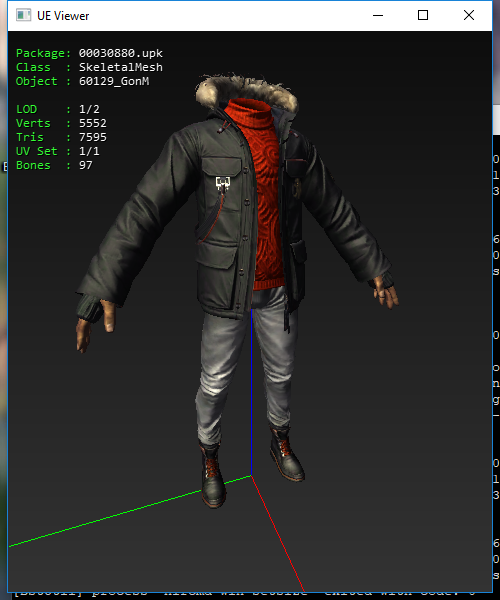 UE Viewer
Package: 00030880.upk
Class : SkeletalMesh
Object : 60129_GonM
LOD : 1/2
Verts : 5552
Tris : 7595
UV Set : 1/1
Bones : 97